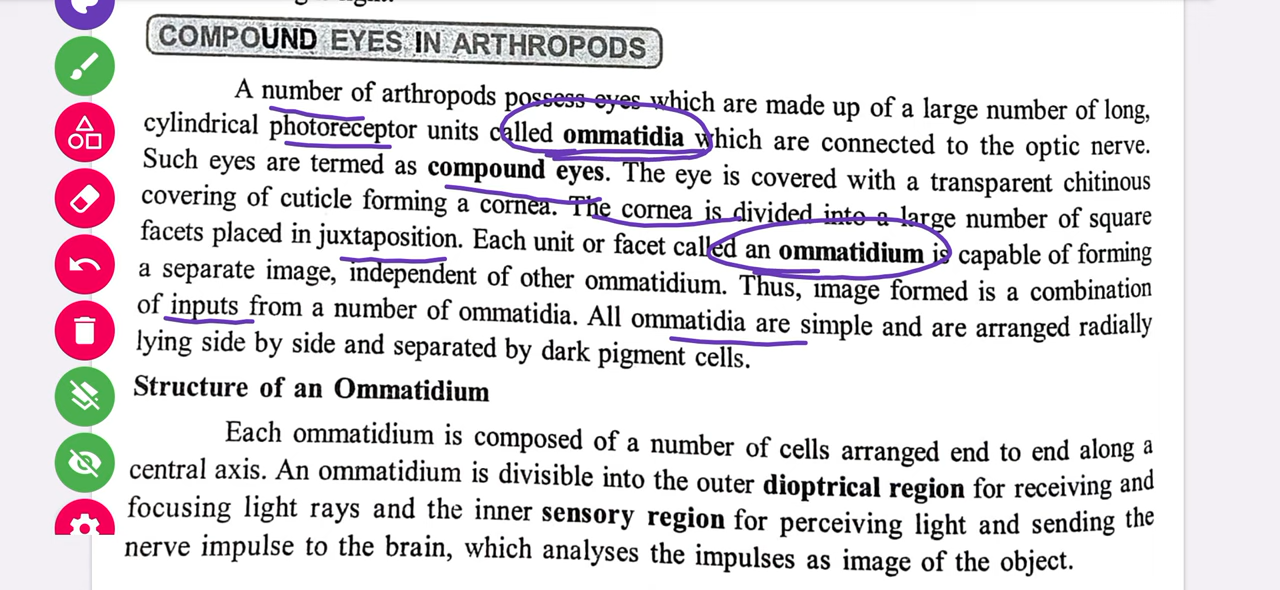 COMPOUND EYES IN ARTHROPODS
A number of arthropods possess eyes which are made up of a large number of long,
cylindrical photoreceptor units called ommatidia which are connected to the optic nerve.
Such eyes are termed as compound eyes. The eye is covered with a transparent chitinous
covering of cuticle forming a cornea. The cornea is divided into a large number of square
facets placed in juxtaposition. Each unit or facet called an ommatidium is capable of forming
a separate image, independent of other ommatidium. Thus, image formed is a combination
of inputs from a number of ommatidia. All ommatidia are simple and are arranged radially
lying side by side and separated by dark pigment cells.
Structure of an Ommatidium
Each ommatidium is composed of a number of cells arranged end to end along a
central axis. An ommatidium is divisible into the outer dioptrical region for receiving and
focusing light rays and the inner sensory region for perceiving light and sending the
nerve impulse to the brain, which analyses the impulses as image of the object.